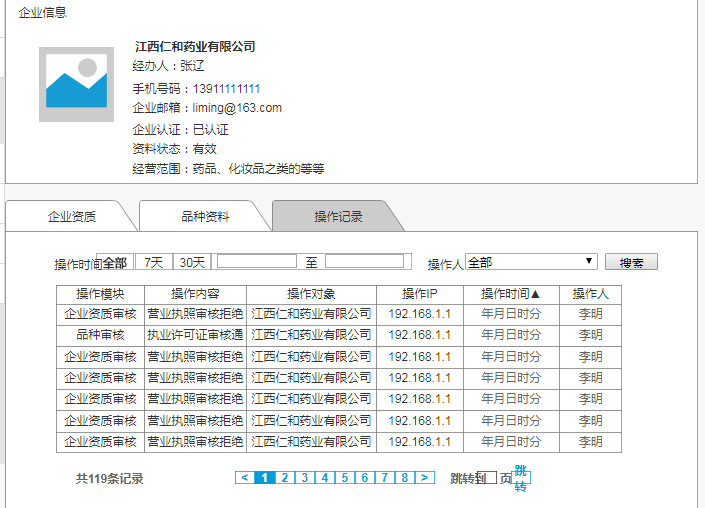 企业信息
江西仁和药业有限公司
经办人：张辽
手机号码：13911111111
企业邮箱：liming@163.com
企业认证：已认证
资料状态：有效
经营范围：药品、化妆品之类的等等
企业资质 品种资料 操作记录
操作时间 全部 7天 30天 至 操作人 全部 ▼ 搜索
操作模块 操作内容 操作对象 操作IP 操作时间▲ 操作人
企业资质审核 营业执照审核拒绝 江西仁和药业有限公司 192.168.1.1 年月日时分 李明
品种审核 执业许可证审核通 江西仁和药业有限公司 192.168.1.1 年月日时分 李明
企业资质审核 营业执照审核拒绝 江西仁和药业有限公司 192.168.1.1 年月日时分 李明
企业资质审核 营业执照审核拒绝 江西仁和药业有限公司 192.168.1.1 年月日时分 李明
企业资质审核 营业执照审核拒绝 江西仁和药业有限公司 192.168.1.1 年月日时分 李明
企业资质审核 营业执照审核拒绝 江西仁和药业有限公司 192.168.1.1 年月日时分 李明
企业资质审核 营业执照审核拒绝 江西仁和药业有限公司 192.168.1.1 年月日时分 李明
共119条记录 < 1 2 3 4 5 6 7 8 > 跳转到 页 跳转